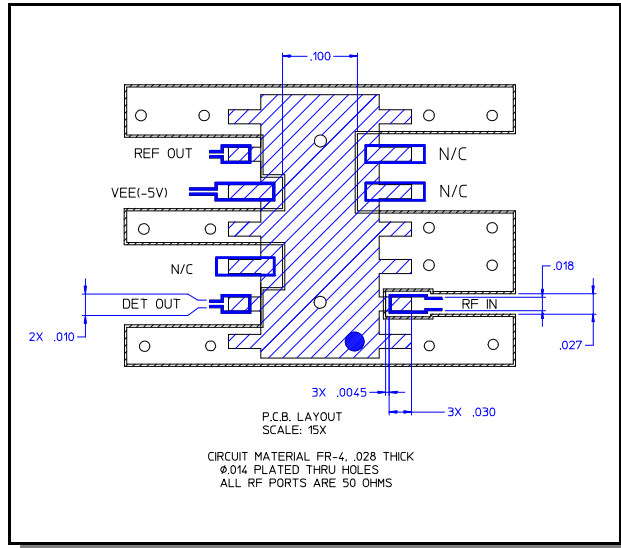 .100
REF OUT
N/C
VEE(-5V)
N/C
N/C
.018
DET OUT
RF IN
2X .010
.027
3X .0045
3X .030
P.C.B. LAYOUT
SCALE: 15X
CIRCUIT MATERIAL FR-4, .028 THICK
Ø.014 PLATED THRU HOLES
ALL RF PORTS ARE 50 OHMS